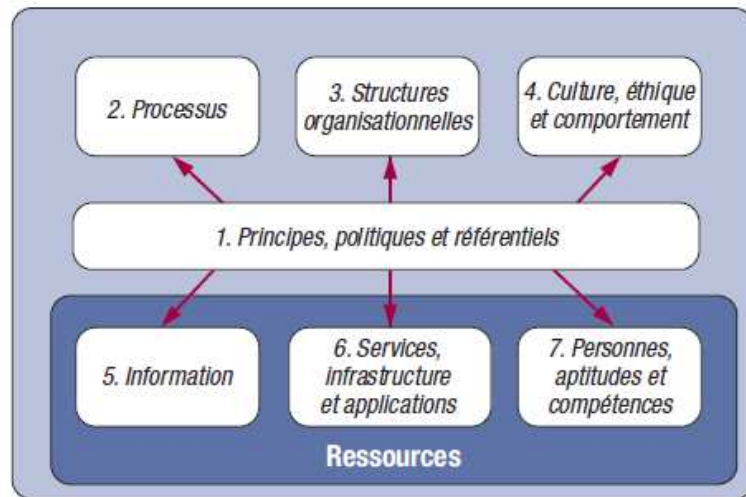 2. Processus
3. Structures
organisationnelles
4. Culture, éthique
et comportement
1. Principes, politiques et référentiels
5. Information
6. Services,
infrastructure
et applications
7. Personnes,
aptitudes et
compétences
Ressources